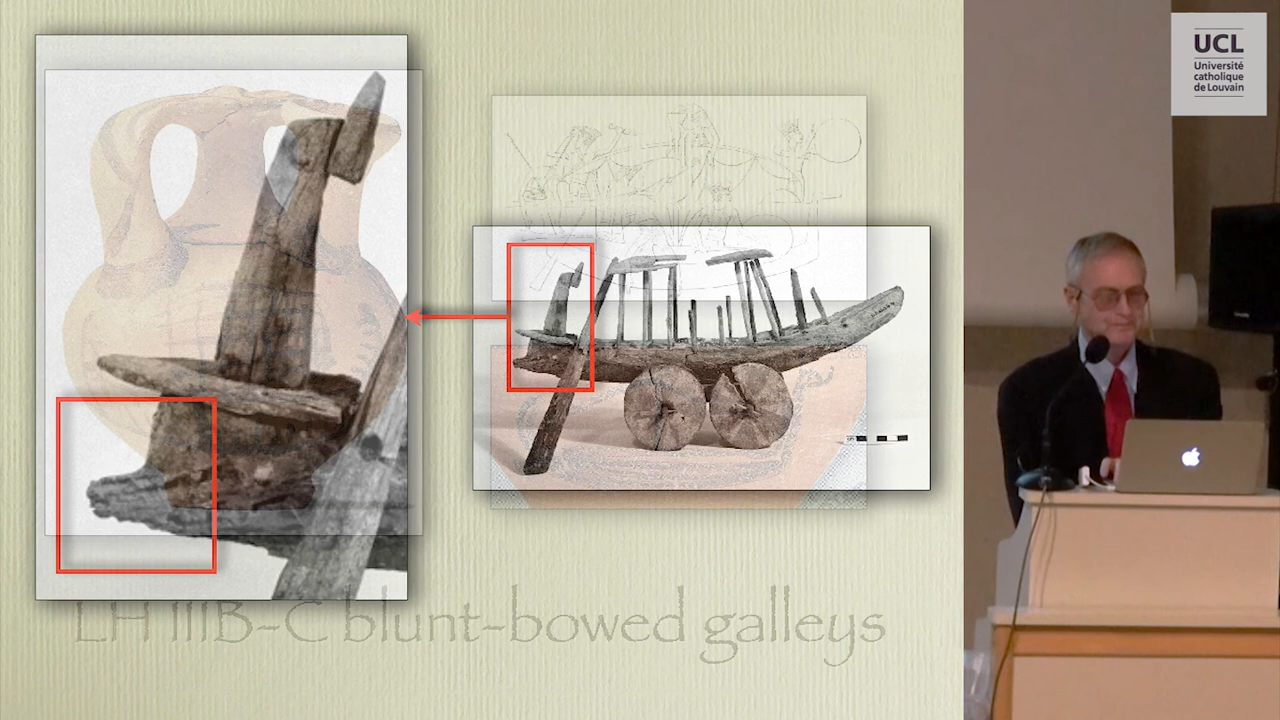 UCL
Université
catholique
de Louvain
LH IIIB-C blunt-bowed galleys